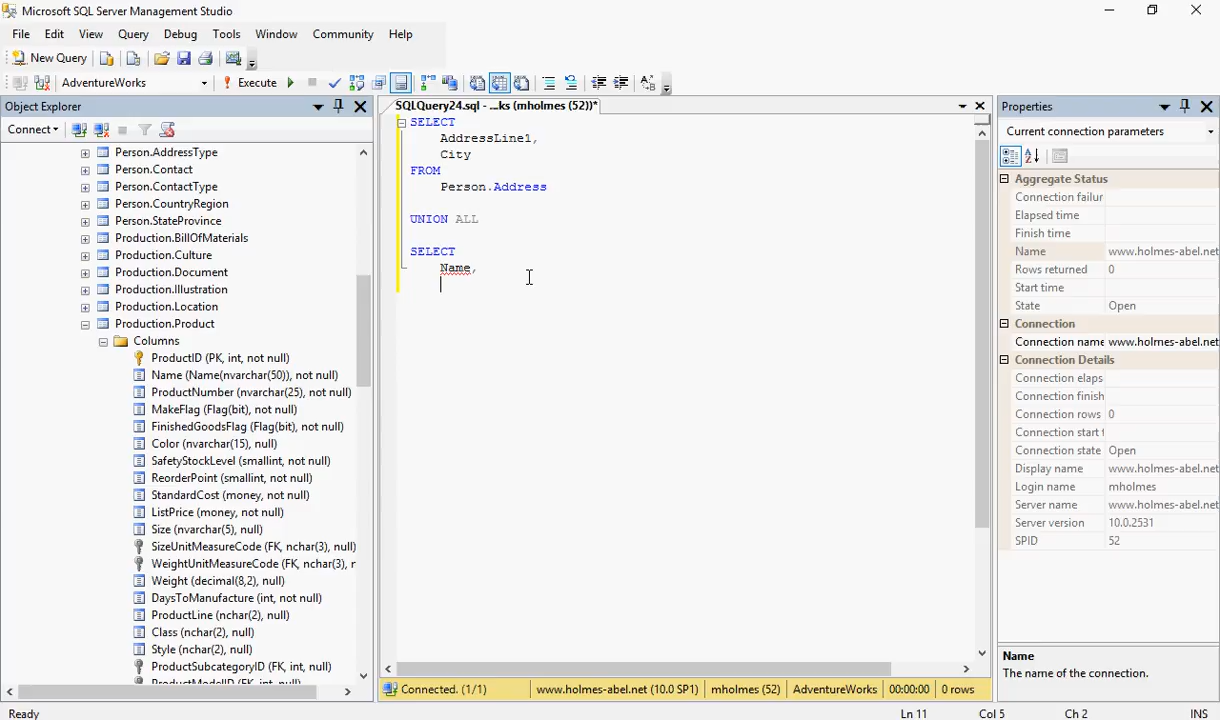 Microsoft SQL Server Management Studio
File Edit View Query Debug Tools Window Community Help
New Query
AdventureWorks Execute
Object Explorer
Connect
Person.AddressType
Person.Contact
Person.ContactType
Person.CountryRegion
Person.StateProvince
Production.BillOfMaterials
Production.Culture
Production.Document
Production.Illustration
Production.Location
Production.Product
Columns
ProductID (PK, int, not null)
Name (Name(nvarchar(50)), not null)
ProductNumber (nvarchar(25), not null)
MakeFlag (Flag(bit), not null)
FinishedGoodsFlag (Flag(bit), not null)
Color (nvarchar(15), null)
SafetyStockLevel (smallint, not null)
ReorderPoint (smallint, not null)
StandardCost (money, not null)
ListPrice (money, not null)
Size (nvarchar(5), null)
SizeUnitMeasureCode (FK, nchar(3), null)
WeightUnitMeasureCode (FK, nchar(3), r
Weight (decimal(8,2), null)
DaysToManufacture (int, not null)
ProductLine (nchar(2), null)
Class (nchar(2), null)
Style (nchar(2), null)
ProductSubcategoryID (FK, int, null)
SQLQuery24.sql - ...ks (mholmes (52))*
SELECT
AddressLine1,
City
FROM
Person.Address
UNION ALL
SELECT
Name,
Connected. (1/1) www.holmes-abel.net (10.0 SP1) mholmes (52) AdventureWorks 00:00:00 0 rows
Properties
Current connection parameters
Aggregate Status
Connection failur
Elapsed time
Finish time
Name www.holmes-abel.net
Rows returned 0
Start time
State Open
Connection
Connection name www.holmes-abel.net
Connection Details
Connection elaps
Connection finish
Connection rows 0
Connection start t
Connection state Open
Display name www.holmes-abel.net
Login name mholmes
Server name www.holmes-abel.net
Server version 10.0.2531
SPID 52
Name
The name of the connection.
Ready Ln 11 Col 5 Ch 2 INS